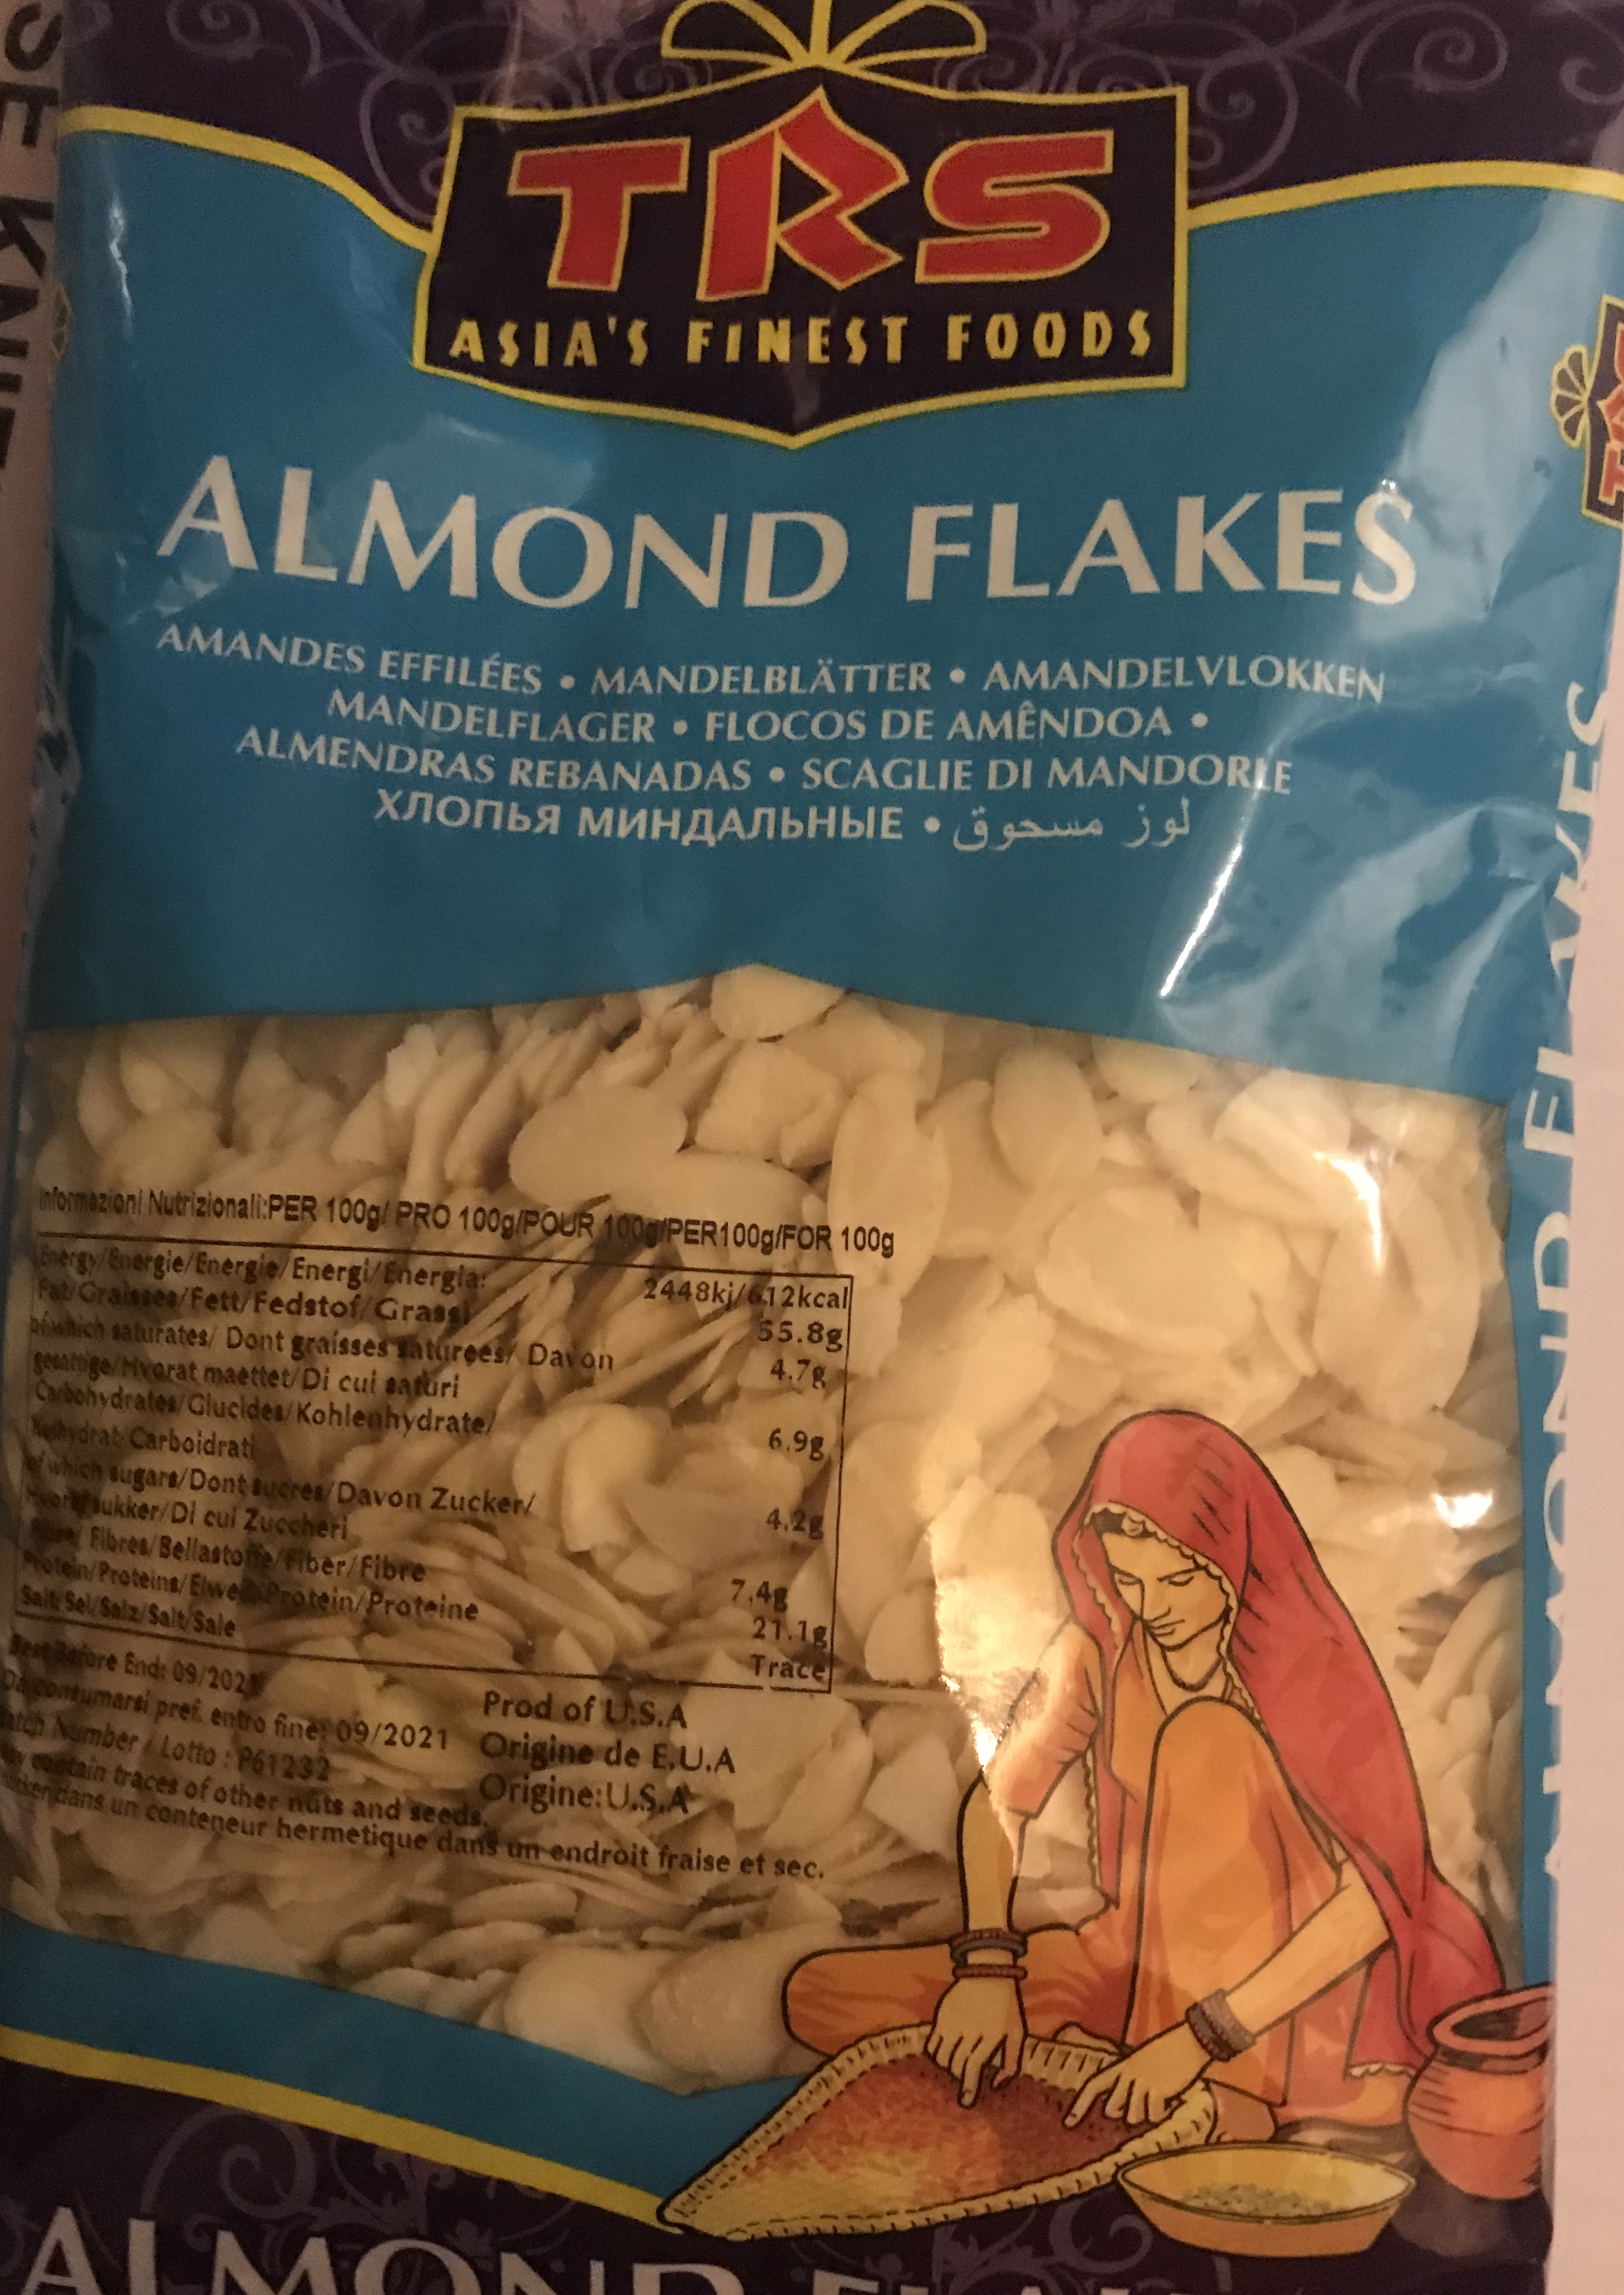 TRS
ASIA'S FINEST FOODS
ALMOND FLAKES
AMANDES EFFILÉES • MANDELBLÄTTER • AMANDELVLOKKEN
MANDELFLAGER • FLOCOS DE AMÊNDOA •
ALMENDRAS REBANADAS • SCAGLIE DI MANDORLE
ХЛОПЬЯ МИНДАЛЬНЫЕ • لوز مسحوق
Informazioni Nutrizionali:PER 100g/ PRO 100g/POUR 100g/PER100g/FOR 100g
Energy/Energie/Energie/Energi/Energia: 2448kj/612kcal
Fat/Graisses/Fett/Fedstof/Grassi 55.8g
of which saturates/ Dont graisses saturees/ Davon 4.7g
gesattige/Hvorat maettet/Di cui saturi
Carbohydrates/Glucides/Kohlenhydrate/ 6.9g
Kulhydrat/Carboidrati
of which sugars/Dont sucres/Davon Zucker/ 4.2g
sukker/Di cui Zuccheri
Fibre/ Fibres/Bellastoffe/Fiber/Fibre 7.4g
Protein/Proteins/Protein/Proteine 21.1g
Salt/Sel/Salz/Salt/Sale Trace
Best Before End: 09/2021
Da consumarsi pref. entro fine: 09/2021
Batch Number / Lotto : P61232
Prod of U.S.A
Origine de E.U.A
Origine:U.S.A
may contain traces of other nuts and seeds.
dans un conteneur hermetique dans un endroit fraise et sec.
ALMOND FLAKES
TRS
ALMOND FLAKES